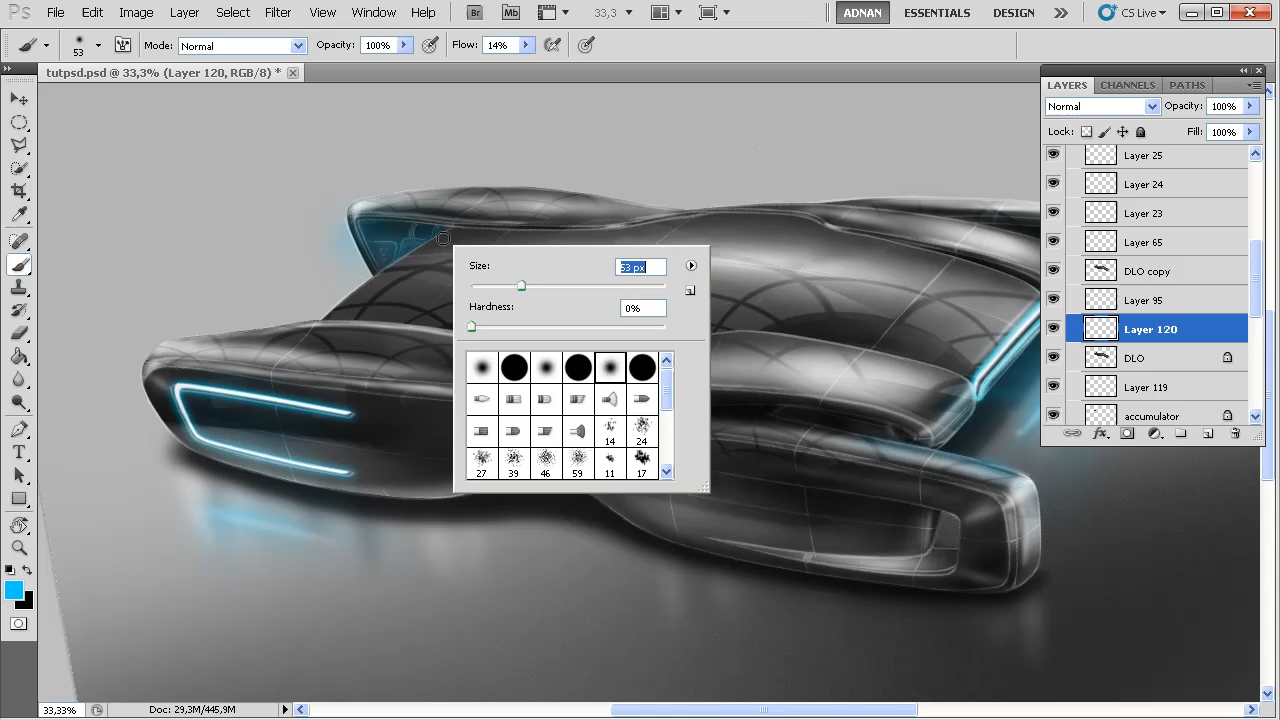 PS File Edit Image Layer Select Filter View Window Help Br Mb 33,3 ADNAN ESSENTIALS DESIGN CS Live
53 Mode: Normal Opacity: 100% Flow: 14%
tutpsd.psd @ 33,3% (Layer 120, RGB/8) *
LAYERS CHANNELS PATHS
Normal Opacity: 100%
Lock: Fill: 100%
Layer 25
Layer 24
Layer 23
Layer 65
DLO copy
Layer 95
Layer 120
DLO
Layer 119
accumulator
fx
Size: 53 px
Hardness: 0%
14 24
27 39 46 59 11 17
T
33,33% Doc: 29,3M/445,9M